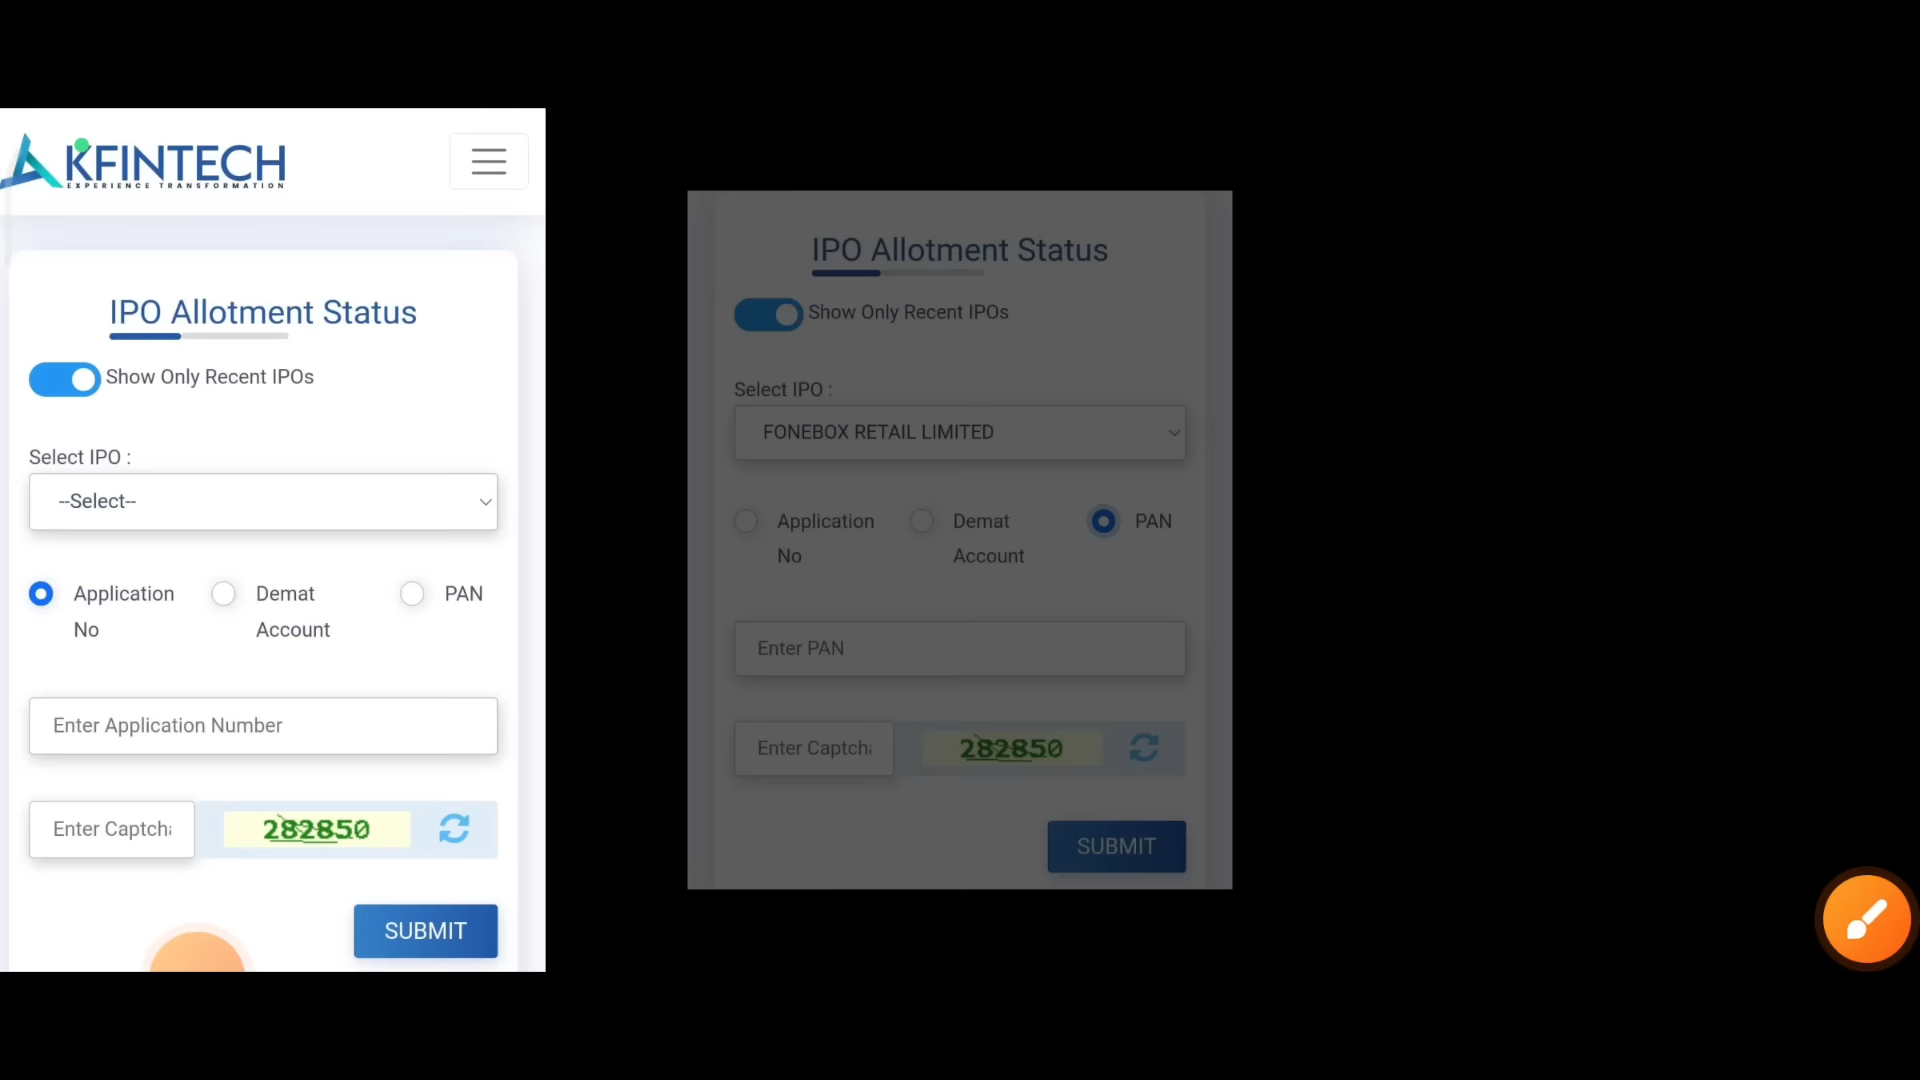 KFINTECH
EXPERIENCE TRANSFORMATION
IPO Allotment Status
Show Only Recent IPOs
Select IPO :
--Select--
Application No
Demat Account
PAN
Enter Application Number
Enter Captcha
282850
SUBMIT
IPO Allotment Status
Show Only Recent IPOs
Select IPO :
FONEBOX RETAIL LIMITED
Application No
Demat Account
PAN
Enter PAN
Enter Captcha
282850
SUBMIT